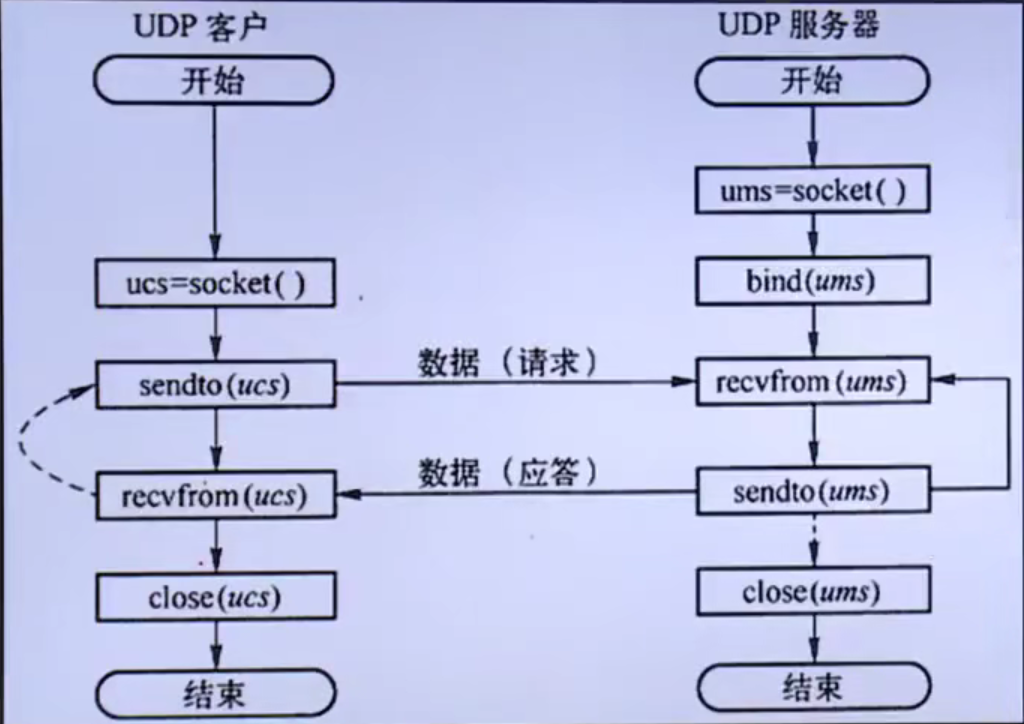 UDP 客户
开始
ucs=socket( )
sendto(ucs)
recvfrom(ucs)
close(ucs)
结束
数据（请求）
数据（应答）
UDP 服务器
开始
ums=socket( )
bind(ums)
recvfrom(ums)
sendto(ums)
close(ums)
结束